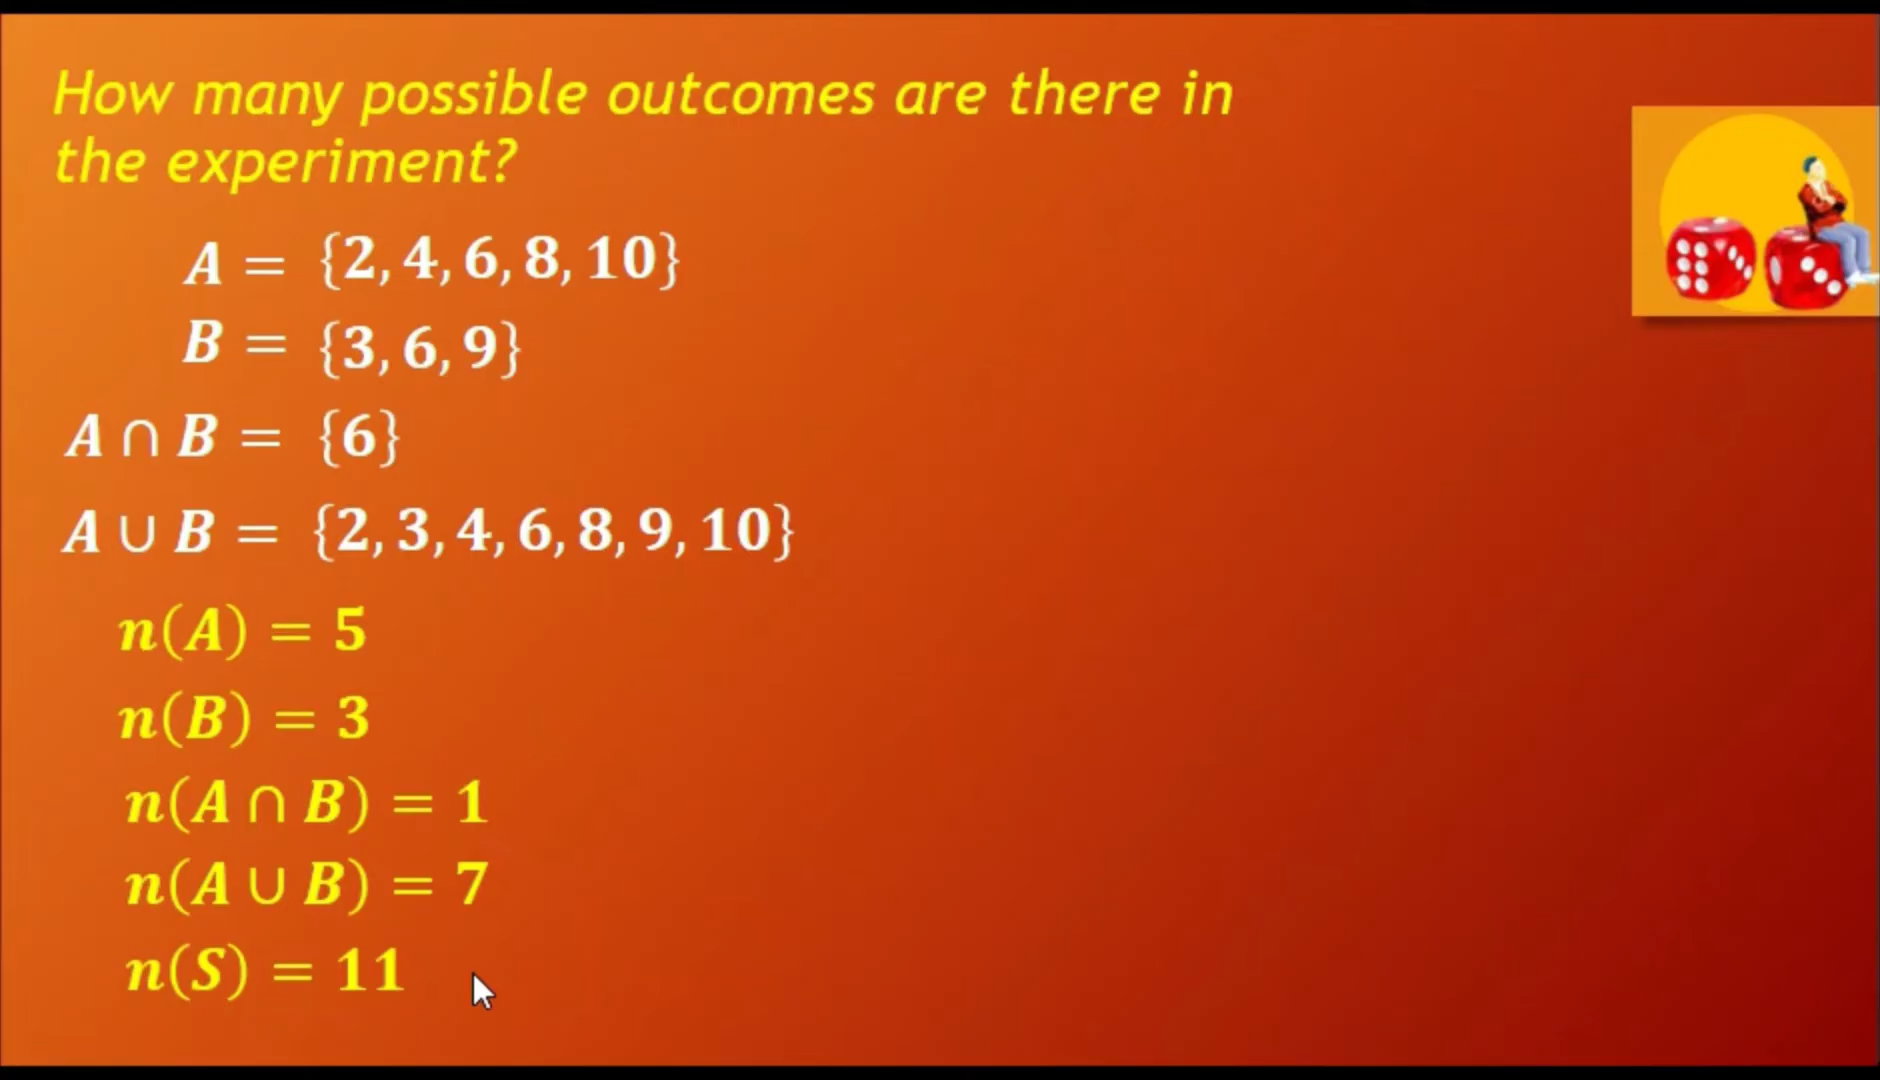 How many possible outcomes are there in
the experiment?
A = {2, 4, 6, 8, 10}
B = {3, 6, 9}
A ∩ B = {6}
A ∪ B = {2, 3, 4, 6, 8, 9, 10}
n(A) = 5
n(B) = 3
n(A ∩ B) = 1
n(A ∪ B) = 7
n(S) = 11